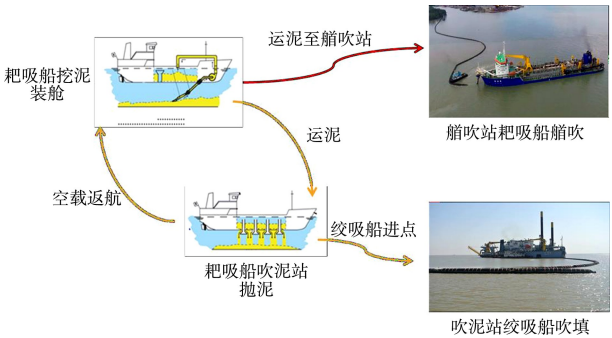 运泥至艏吹站
耙吸船挖泥
装舱
艏吹站耙吸船艏吹
运泥
空载返航
绞吸船进点
耙吸船吹泥站
抛泥
吹泥站绞吸船吹填